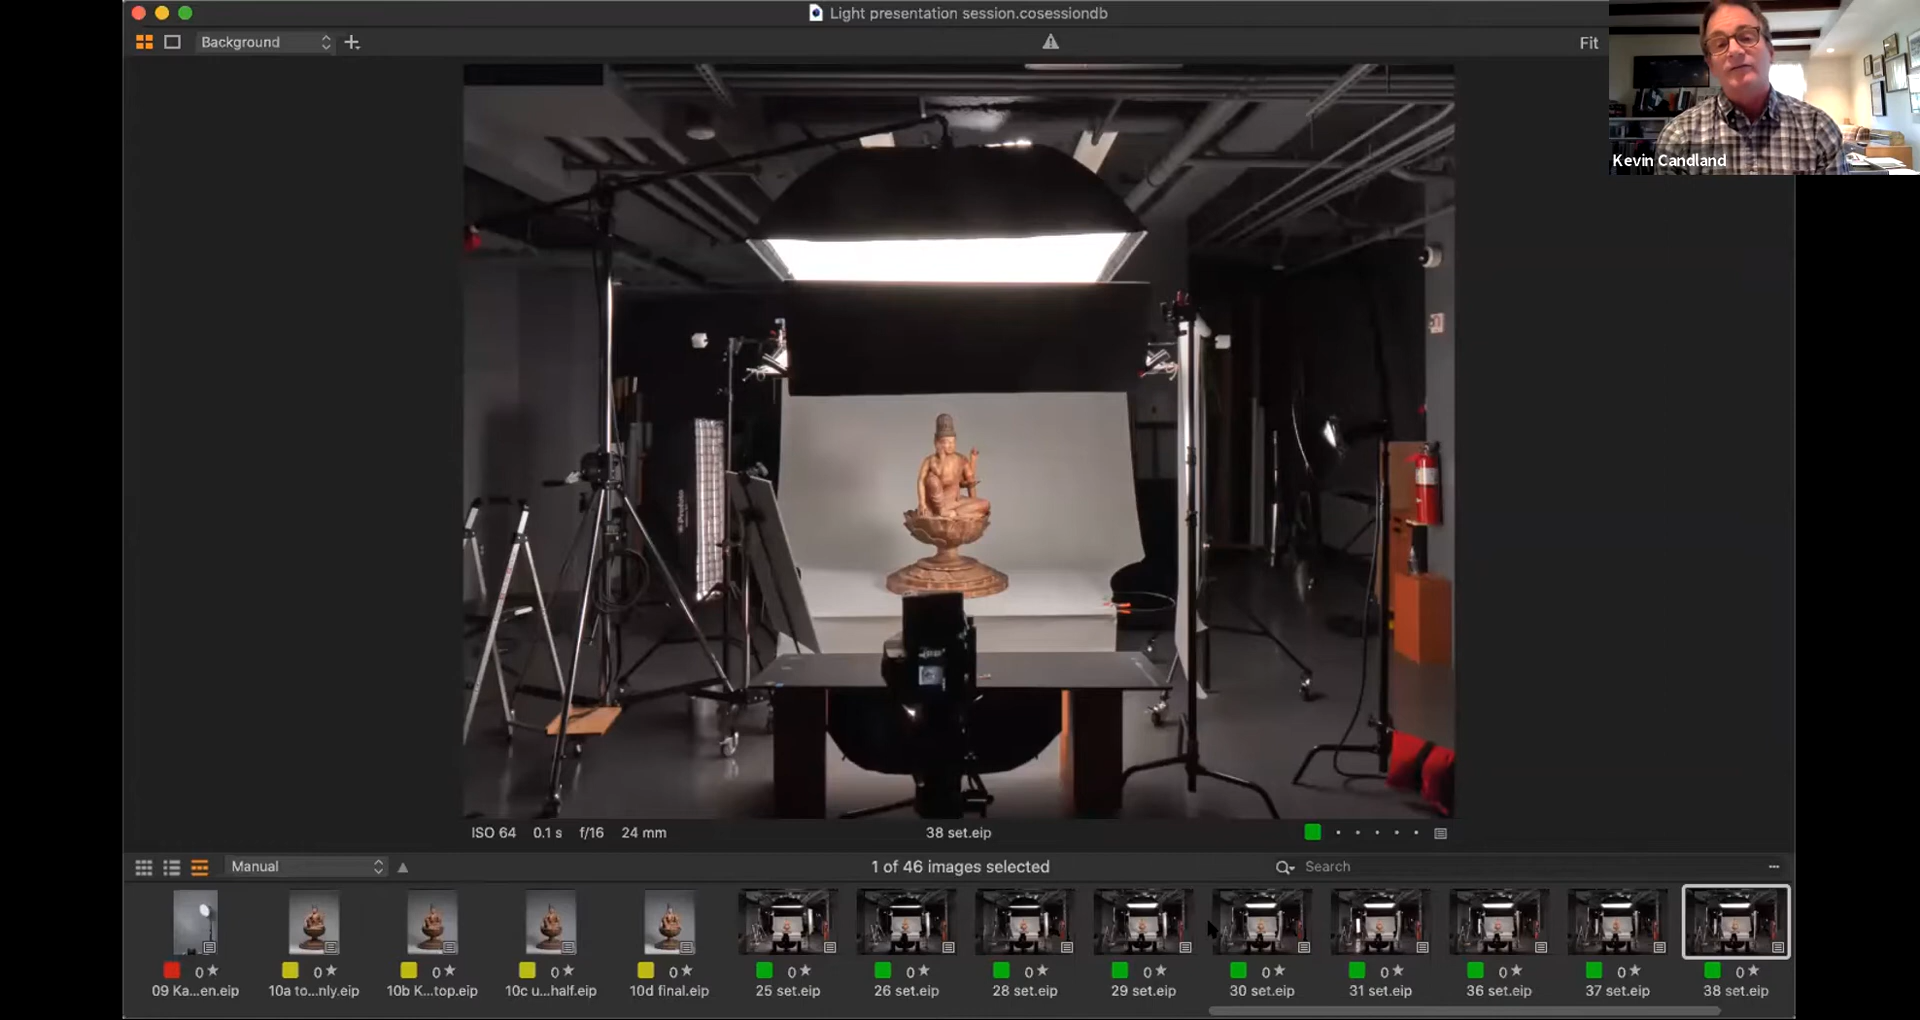 Light presentation session.cosessiondb
Background
Fit
Kevin Candland
Profoto
ISO 64 0.1 s f/16 24 mm
38 set.eip
Manual
1 of 46 images selected
Search
0 0 0 0 0 0 0 0 0 0 0 0 0 0
09 Ka...en.eip 10a to...nly.eip 10b K...top.eip 10c u...half.eip 10d final.eip 25 set.eip 26 set.eip 28 set.eip 29 set.eip 30 set.eip 31 set.eip 36 set.eip 37 set.eip 38 set.eip